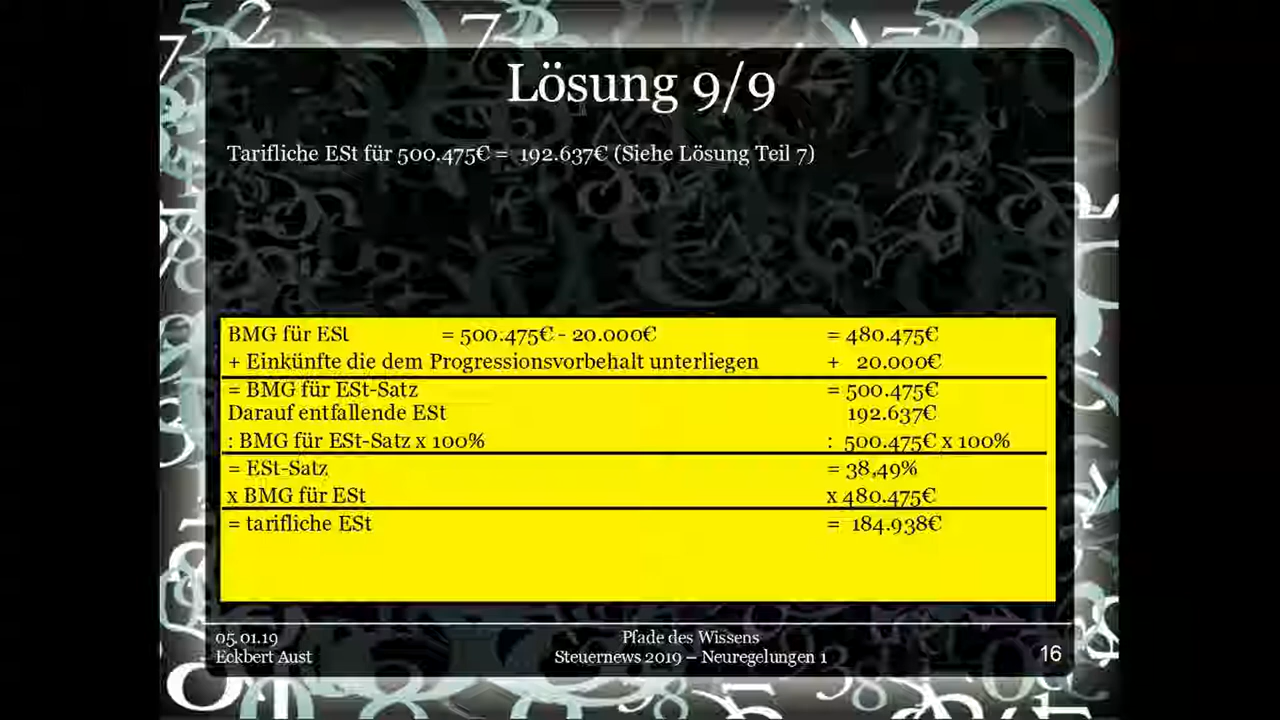 Lösung 9/9
Tarifliche ESt für 500.475€ = 192.637€ (Siehe Lösung Teil 7)
BMG für ESt = 500.475€ - 20.000€ = 480.475€
+ Einkünfte die dem Progressionsvorbehalt unterliegen + 20.000€
= BMG für ESt-Satz = 500.475€
Darauf entfallende ESt 192.637€
: BMG für ESt-Satz x 100% : 500.475€ x 100%
= ESt-Satz = 38,49%
x BMG für ESt x 480.475€
= tarifliche ESt = 184.938€
05.01.19
Eckbert Aust
Pfade des Wissens
Steuernews 2019 – Neuregelungen 1
16